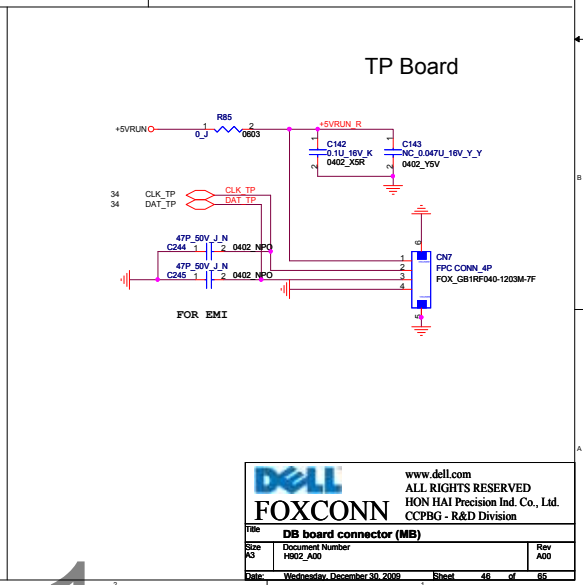 TP Board
R85
+5VRUN 1 2 +5VRUN_R
0_J 0603
1 1
C142 C143
0.1U_16V_K NC_0.047U_16V_Y_Y
2 0402_X5R 2 0402_Y5V
B
34 CLK_TP CLK_TP
34 DAT_TP DAT_TP
47P_50V_J_N
C244 1 2 0402_NPO
47P_50V_J_N
C245 1 2 0402_NPO
FOR EMI
6
1 CN7
2 FPC CONN_4P
3 FOX_GB1RF040-1203M-7F
4
5
A
DELL
FOXCONN
www.dell.com
ALL RIGHTS RESERVED
HON HAI Precision Ind. Co., Ltd.
CCPBG - R&D Division
Title
DB board connector (MB)
Size Document Number Rev
A3 H902_A00 A00
Date: Wednesday, December 30, 2009 Sheet 46 of 65
2 1